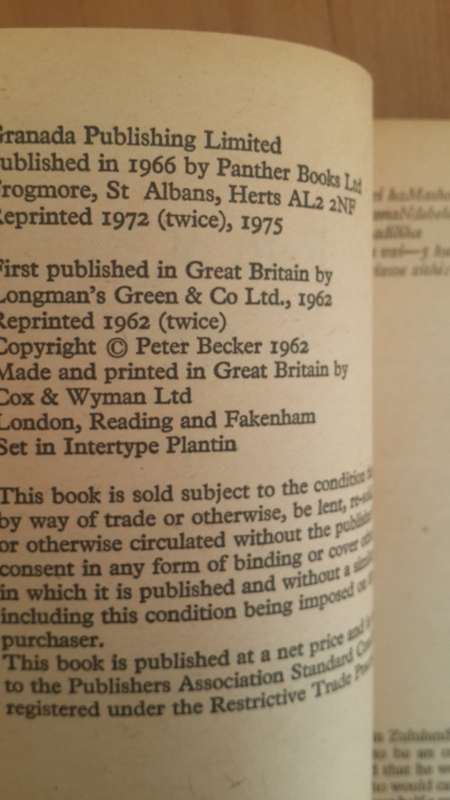 Granada Publishing Limited
Published in 1966 by Panther Books Ltd
Frogmore, St Albans, Herts AL2 2NF
Reprinted 1972 (twice), 1975
First published in Great Britain by
Longman's Green & Co Ltd., 1962
Reprinted 1962 (twice)
Copyright © Peter Becker 1962
Made and printed in Great Britain by
Cox & Wyman Ltd
London, Reading and Fakenham
Set in Intertype Plantin
This book is sold subject to the condition
by way of trade or otherwise, be lent,
or otherwise circulated without the
consent in any form of binding or cover
in which it is published and without a
including this condition being imposed
purchaser.
This book is published at a net price and
to the Publishers Association Standard
registered under the Restrictive Trade